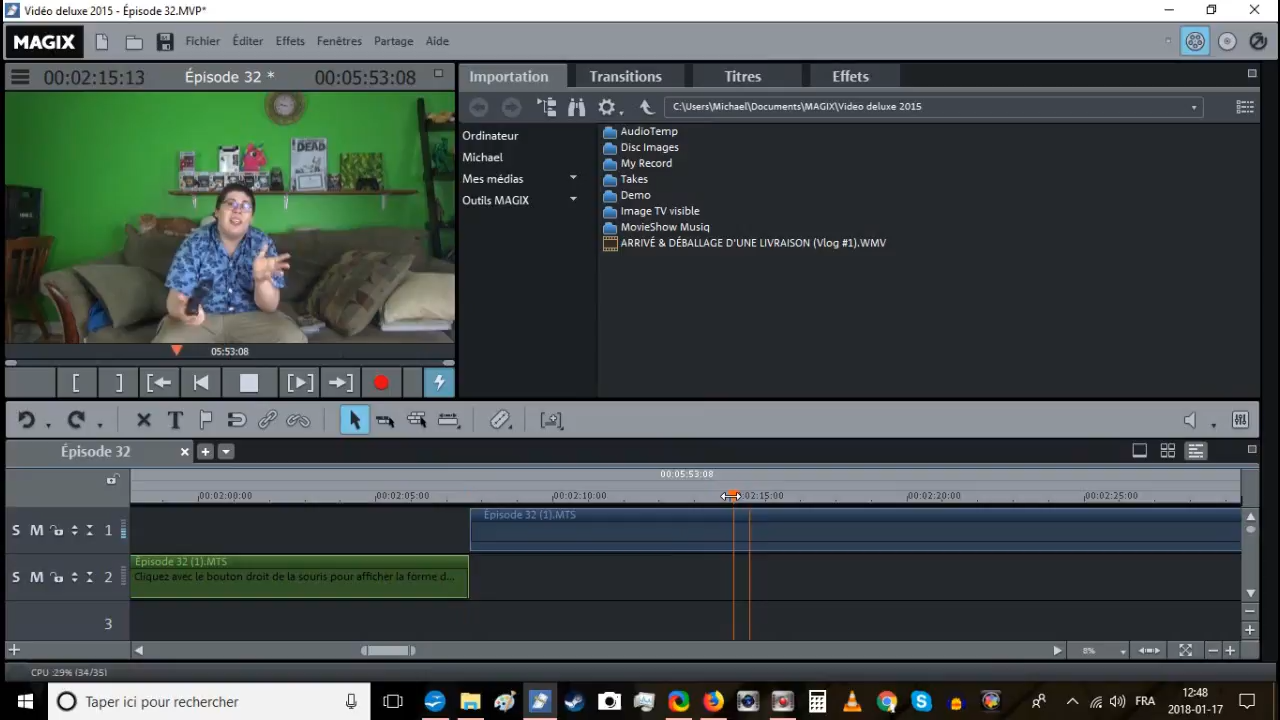 Vidéo deluxe 2015 - Épisode 32.MVP*
MAGIX
Fichier
Éditer
Effets
Fenêtres
Partage
Aide
00:02:15:13
Épisode 32 *
00:05:53:08
Importation
Transitions
Titres
Effets
C:\Users\Michael\Documents\MAGIX\Video deluxe 2015
Ordinateur
Michael
Mes médias
Outils MAGIX
AudioTemp
Disc Images
My Record
Takes
Demo
Image TV visible
MovieShow Musiq
ARRIVÉ & DÉBALLAGE D'UNE LIVRAISON (Vlog #1).WMV
DEAD
05:53:08
Épisode 32
00:05:53:08
00:02:00:00
00:02:05:00
00:02:10:00
02:15:00
00:02:20:00
00:02:25:00
S M 1
Épisode 32 (1).MTS
S M 2
Épisode 32 (1).MTS
Cliquez avec le bouton droit de la souris pour afficher la forme d...
3
8%
CPU :29% (34/35)
Taper ici pour rechercher
FRA
12:48
2018-01-17